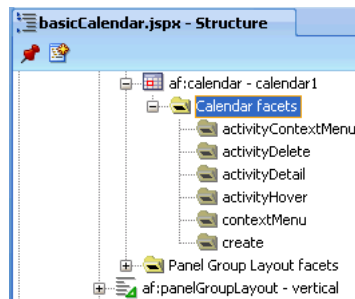 basicCalendar.jspx - Structure
af:calendar - calendar1
Calendar facets
activityContextMenu
activityDelete
activityDetail
activityHover
contextMenu
create
Panel Group Layout facets
af:panelGroupLayout - vertical